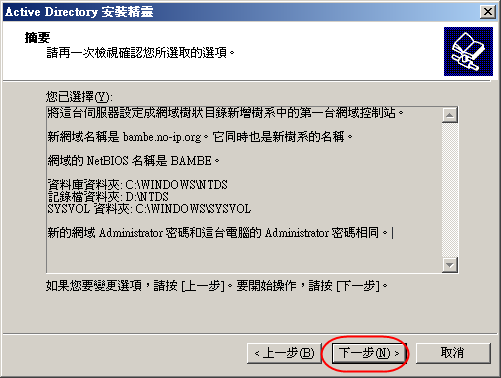 Active Directory 安裝精靈
摘要
請再一次檢視確認您所選取的選項。
您已選擇(Y):
將這台伺服器設定成網域樹狀目錄新增樹系中的第一台網域控制站。
新網域名稱是 bambe.no-ip.org。它同時也是新樹系的名稱。
網域的 NetBIOS 名稱是 BAMBE。
資料庫資料夾: C:\WINDOWS\NTDS
記錄檔資料夾: D:\NTDS
SYSVOL 資料夾: C:\WINDOWS\SYSVOL
新的網域 Administrator 密碼和這台電腦的 Administrator 密碼相同。
如果您要變更選項，請按 [上一步]。要開始操作，請按 [下一步]。
< 上一步(B)
下一步(N) >
取消